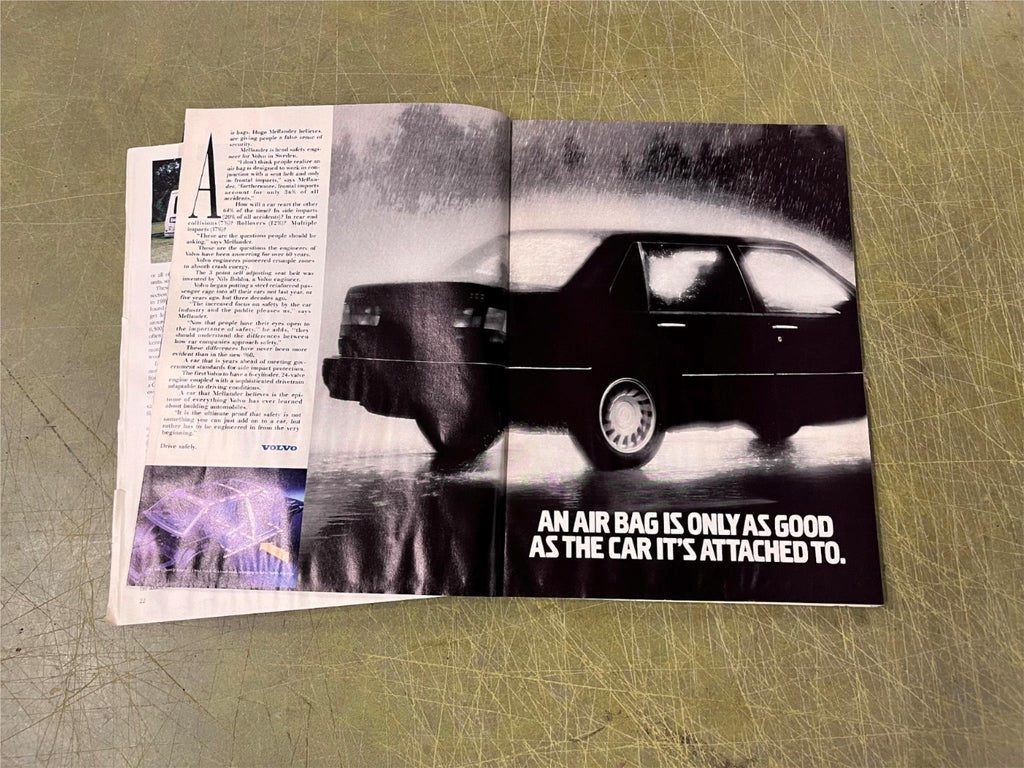 Air bags, Hugo Mellander believes,
are giving people a false sense of
security.
Mellander is head safety engi-
neer for Volvo in Sweden.
"I don't think people realize an
air bag is designed to work in con-
junction with a seat belt and only
in frontal impacts," says Mellan-
der, "furthermore, frontal impacts
account for only 36% of all
accidents."
How will a car react the other
64% of the time? In side impacts
(20% of all accidents)? In rear end
collisions (7%)? Rollovers (12%)? Multiple
impacts (17%)?
"These are the questions people should be
asking," says Mellander.
These are the questions the engineers of
Volvo have been answering for over 60 years.
Volvo engineers pioneered crumple zones
to absorb crash energy.
The 3 point self adjusting seat belt was
invented by Nils Bohlin, a Volvo engineer.
Volvo began putting a steel reinforced pas-
senger cage into all their cars not last year, or
five years ago, but three decades ago.
"The increased focus on safety by the car
industry and the public pleases us," says
Mellander.
"Now that people have their eyes open to
the importance of safety," he adds, "they
should understand the differences between
how car companies approach safety."
These differences have never been more
evident than in the new 960.
A car that is years ahead of meeting gov-
ernment standards for side impact protection.
The first Volvo to have a 6-cylinder, 24-valve
engine coupled with a sophisticated drivetrain
adaptable to driving conditions.
A car that Mellander believes is the epi-
tome of everything Volvo has ever learned
about building automobiles.
"It is the ultimate proof that safety is not
something you can just add on to a car, but
rather has to be engineered in from the very
beginning."
Drive safely. VOLVO
AN AIR BAG IS ONLY AS GOOD
AS THE CAR IT'S ATTACHED TO.
22